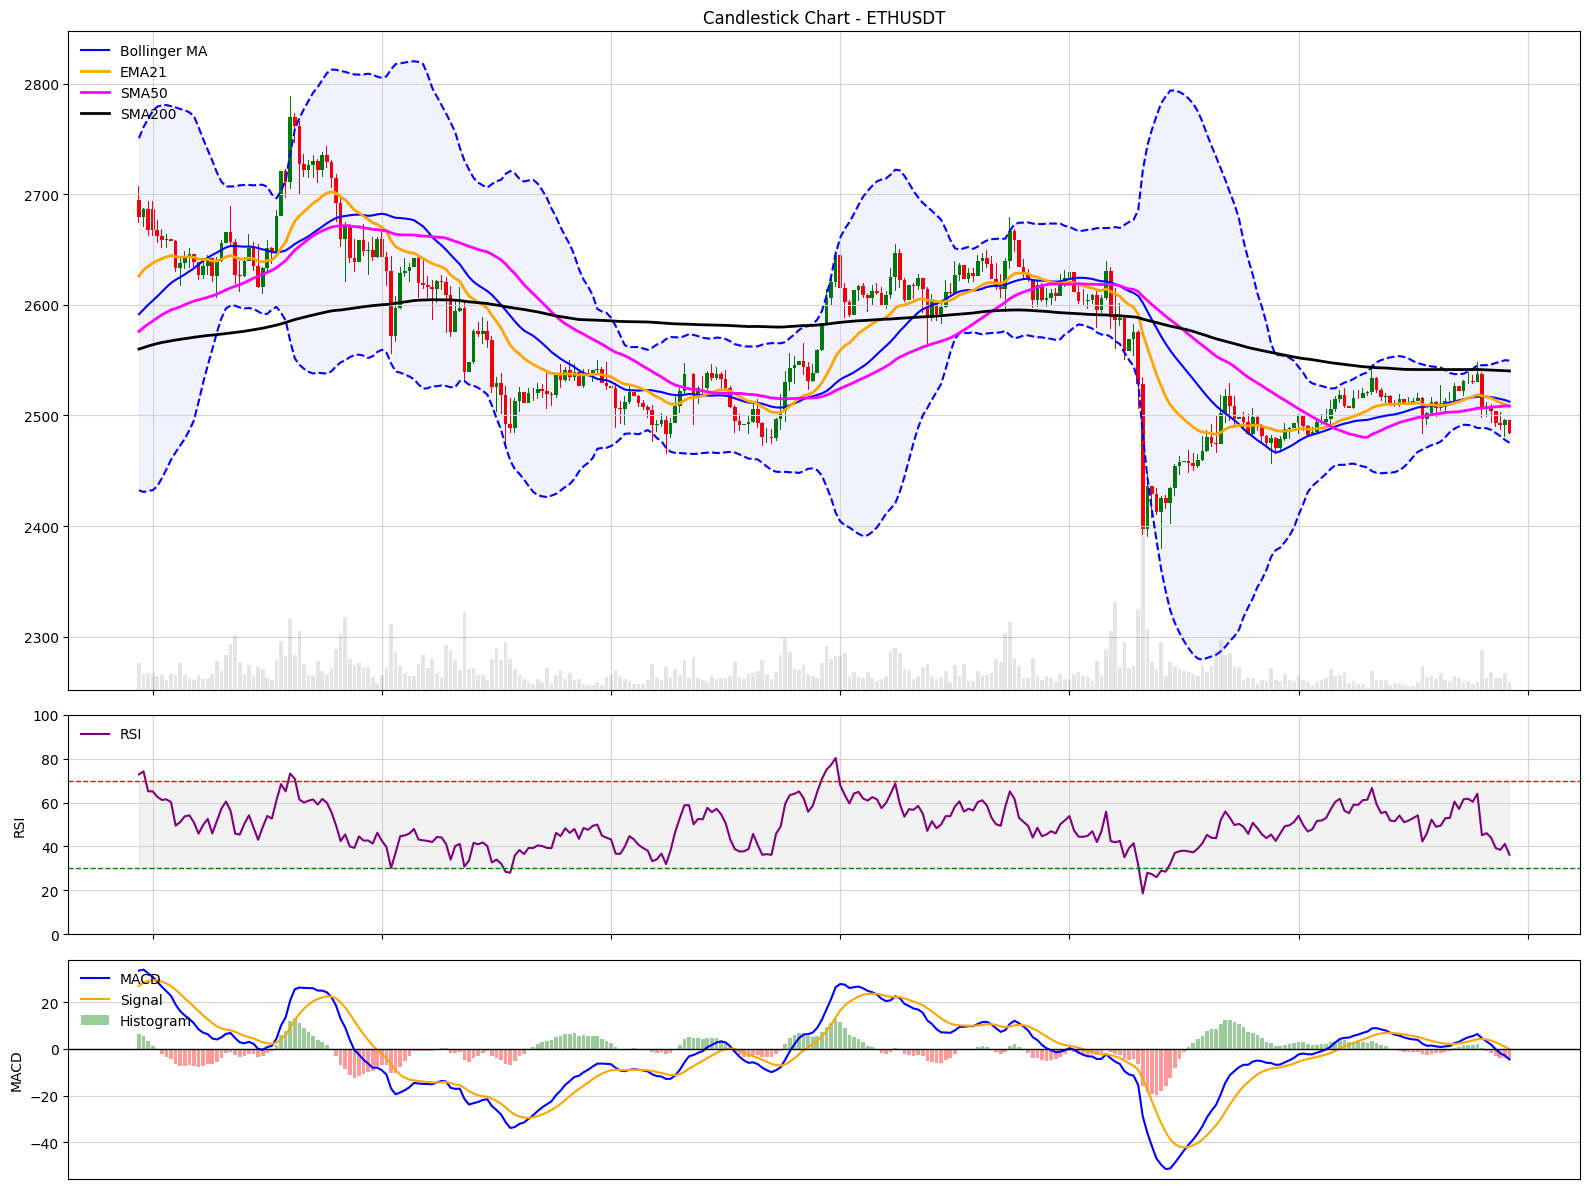 Candlestick Chart - ETHUSDT
Bollinger MA
EMA21
SMA50
SMA200
2800
2700
2600
2500
2400
2300
RSI
100
80
60
40
20
0
RSI
MACD
Signal
Histogram
20
0
−20
−40
MACD